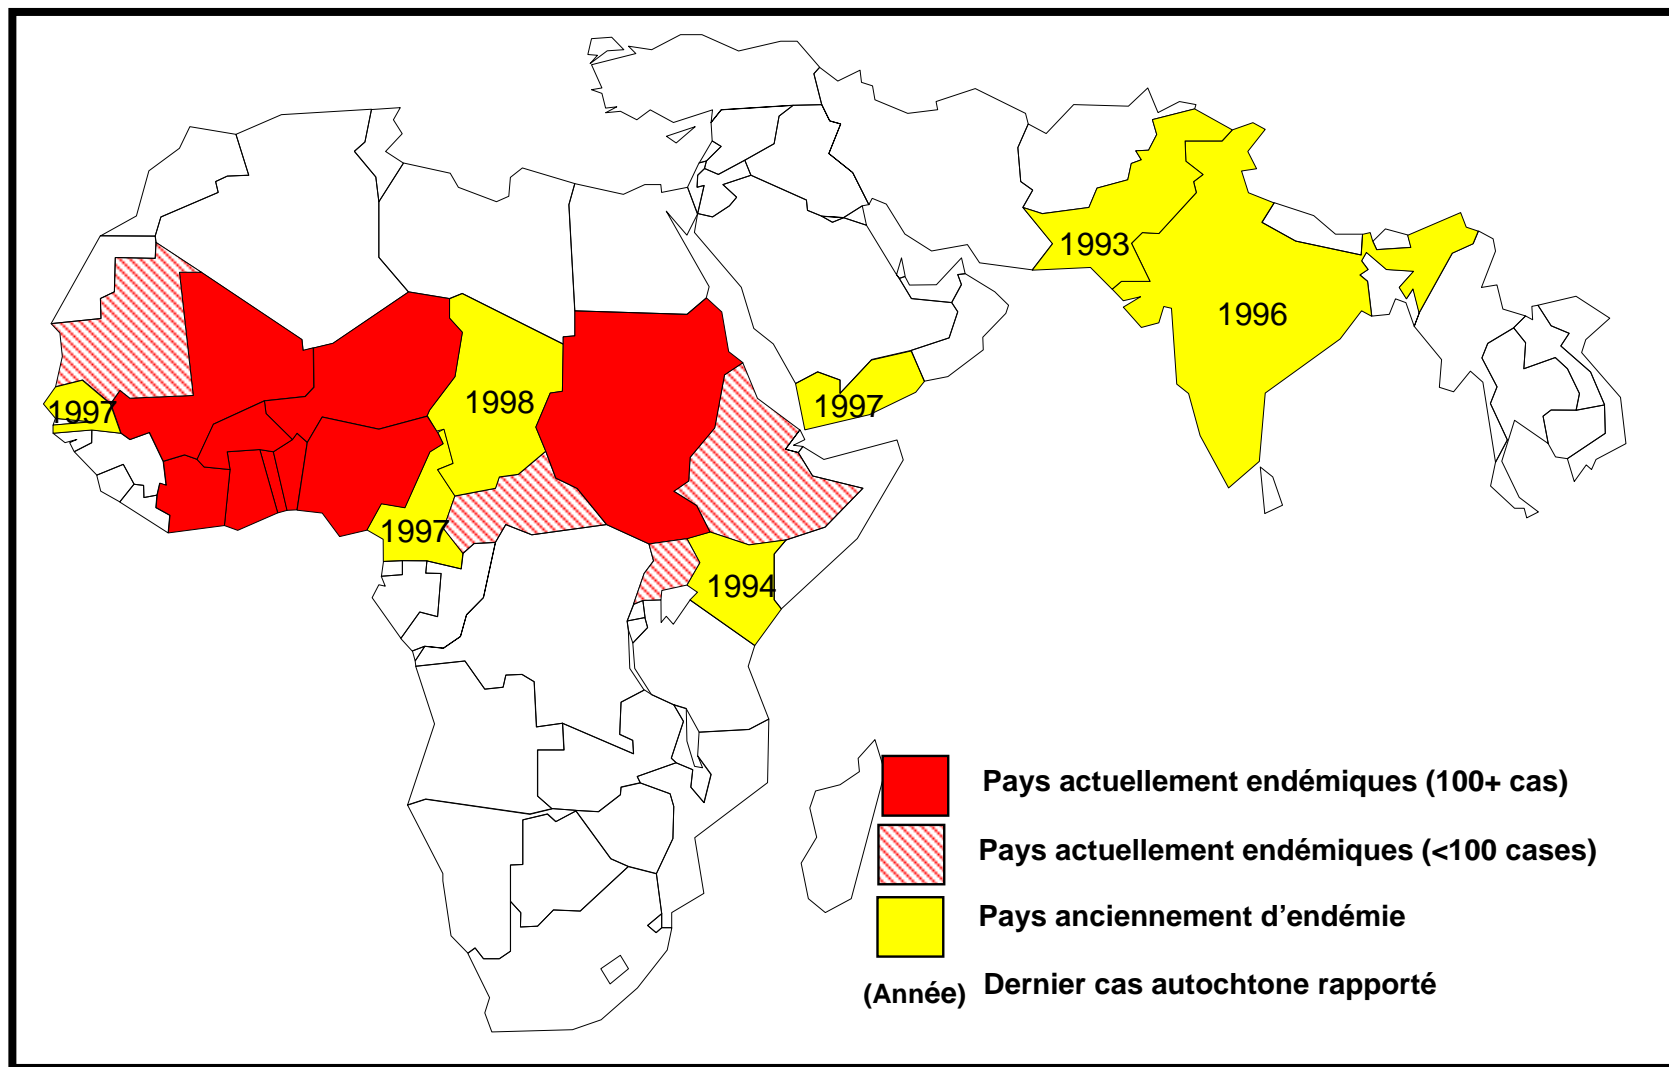 1993
1996
1997
1998
1997
1997
1994
Pays actuellement endémiques (100+ cas)
Pays actuellement endémiques (<100 cases)
Pays anciennement d’endémie
(Année) Dernier cas autochtone rapporté